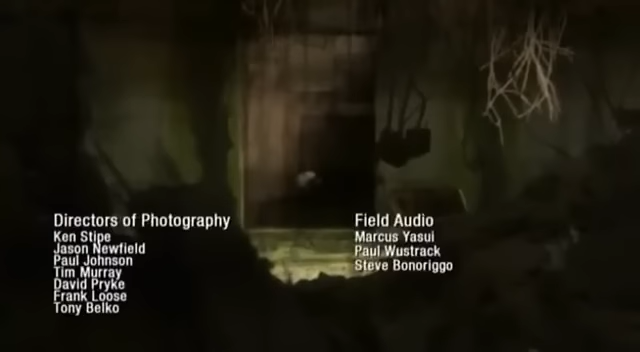 Directors of Photography
Ken Stipe
Jason Newfield
Paul Johnson
Tim Murray
David Pryke
Frank Loose
Tony Belko
Field Audio
Marcus Yasui
Paul Wustrack
Steve Bonoriggo